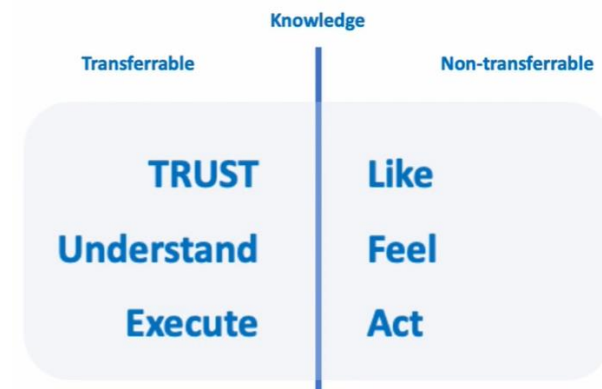 Knowledge
Transferrable Non-transferrable
TRUST Like
Understand Feel
Execute Act